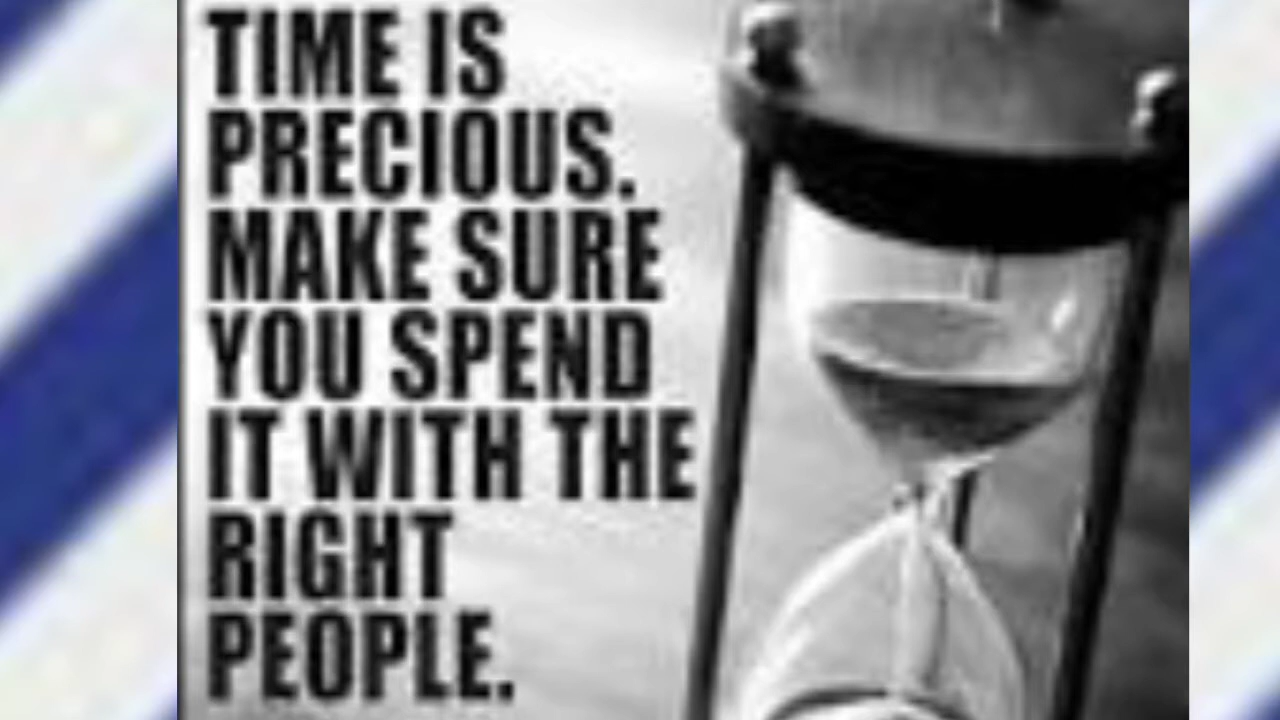 TIME IS
PRECIOUS.
MAKE SURE
YOU SPEND
IT WITH THE
RIGHT
PEOPLE.